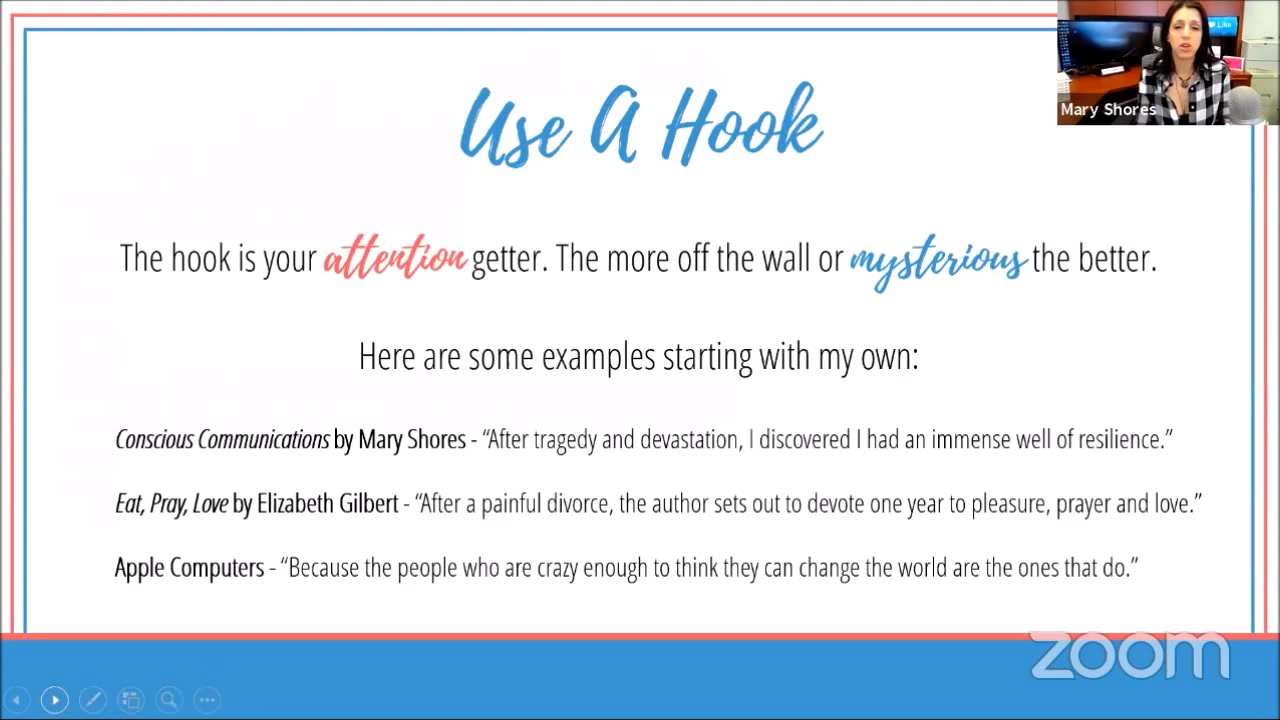 Like
Mary Shores
Use A Hook
The hook is your attention getter. The more off the wall or mysterious the better.
Here are some examples starting with my own:
Conscious Communications by Mary Shores - “After tragedy and devastation, I discovered I had an immense well of resilience.”
Eat, Pray, Love by Elizabeth Gilbert - “After a painful divorce, the author sets out to devote one year to pleasure, prayer and love.”
Apple Computers - “Because the people who are crazy enough to think they can change the world are the ones that do.”
zoom